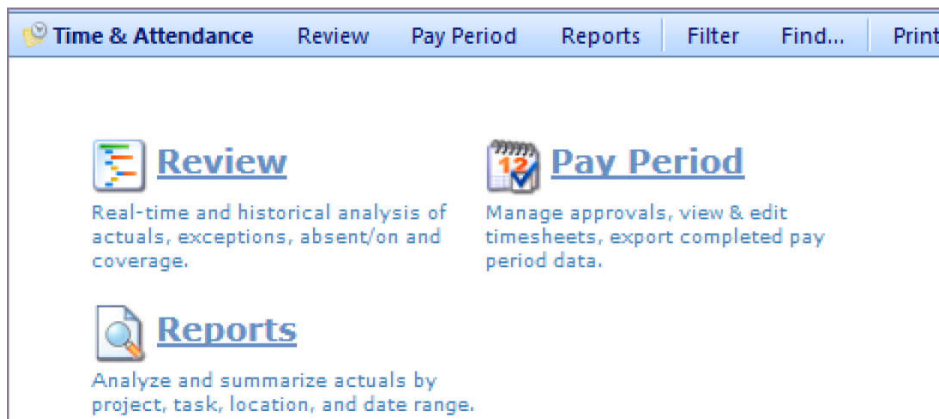 Time & Attendance Review Pay Period Reports Filter Find... Print
Review
Real-time and historical analysis of
actuals, exceptions, absent/on and
coverage.
12
Pay Period
Manage approvals, view & edit
timesheets, export completed pay
period data.
Reports
Analyze and summarize actuals by
project, task, location, and date range.